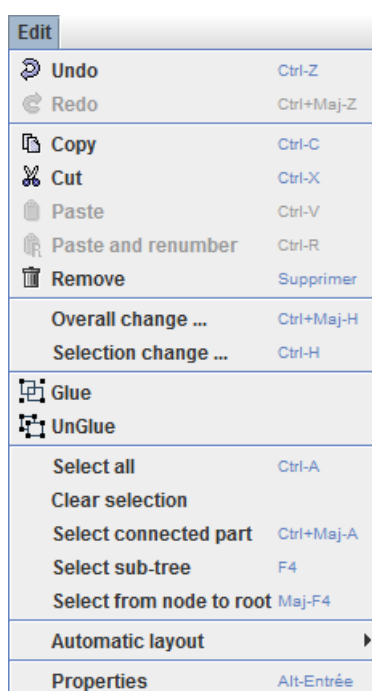 Edit
Undo Ctrl-Z
Redo Ctrl+Maj-Z
Copy Ctrl-C
Cut Ctrl-X
Paste Ctrl-V
Paste and renumber Ctrl-R
Remove Supprimer
Overall change ... Ctrl+Maj-H
Selection change ... Ctrl-H
Glue
UnGlue
Select all Ctrl-A
Clear selection
Select connected part Ctrl+Maj-A
Select sub-tree F4
Select from node to root Maj-F4
Automatic layout
Properties Alt-Entrée